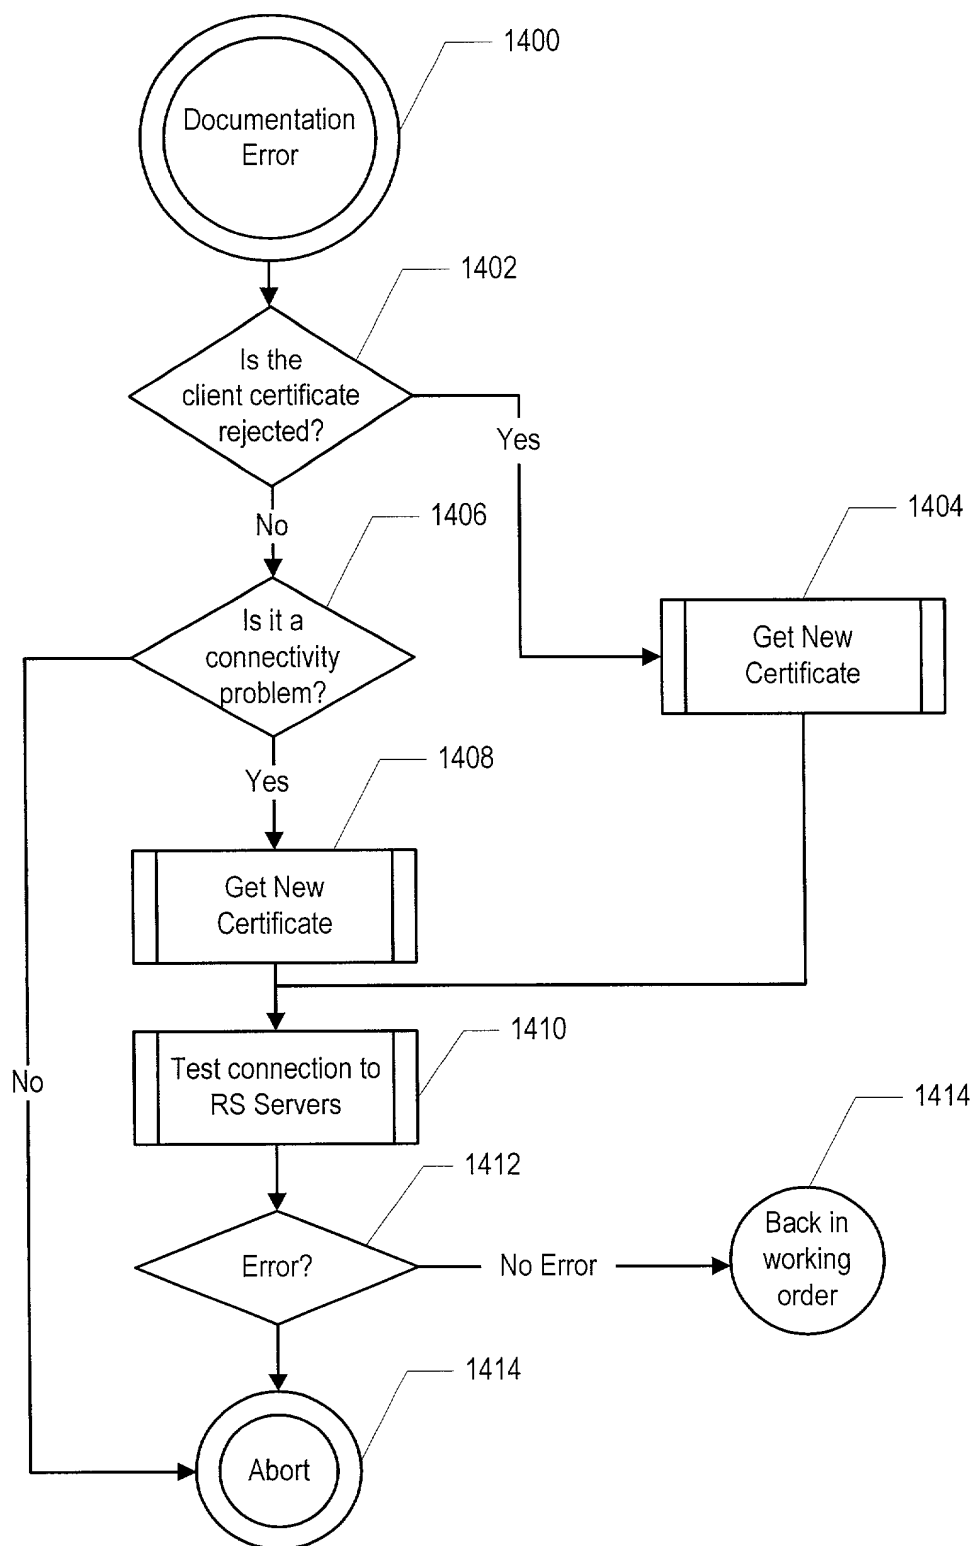 1400
Documentation
Error
1402
Is the
client certificate
rejected?
Yes
No
1406
1404
Is it a
connectivity
problem?
Get New
Certificate
Yes
1408
Get New
Certificate
1410
Test connection to
RS Servers
No
1414
1412
Error?
No Error
Back in
working
order
1414
Abort